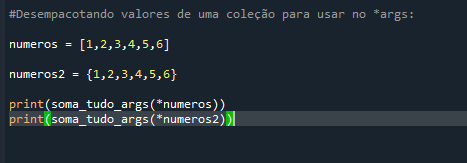 #Desempacotando valores de uma coleção para usar no *args:
numeros = [1,2,3,4,5,6]
numeros2 = {1,2,3,4,5,6}
print(soma_tudo_args(*numeros))
print(soma_tudo_args(*numeros2))